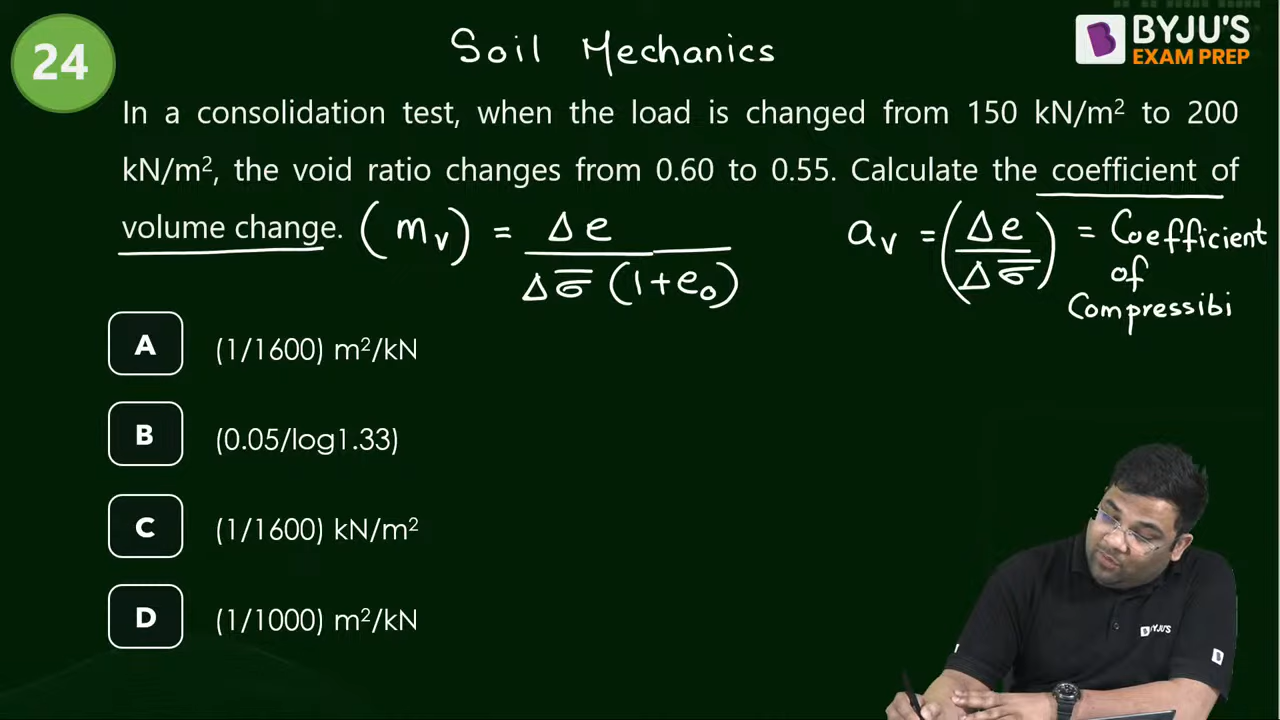 24
Soil Mechanics
BYJU'S
EXAM PREP
In a consolidation test, when the load is changed from 150 kN/m² to 200
kN/m², the void ratio changes from 0.60 to 0.55. Calculate the coefficient of
volume change. (mᵥ) = Δe / Δσ̅ (1+e₀)
aᵥ = (Δe / Δσ̅) = Coefficient
of
Compressibi
A (1/1600) m²/kN
B (0.05/log1.33)
C (1/1600) kN/m²
D (1/1000) m²/kN
BYJU'S